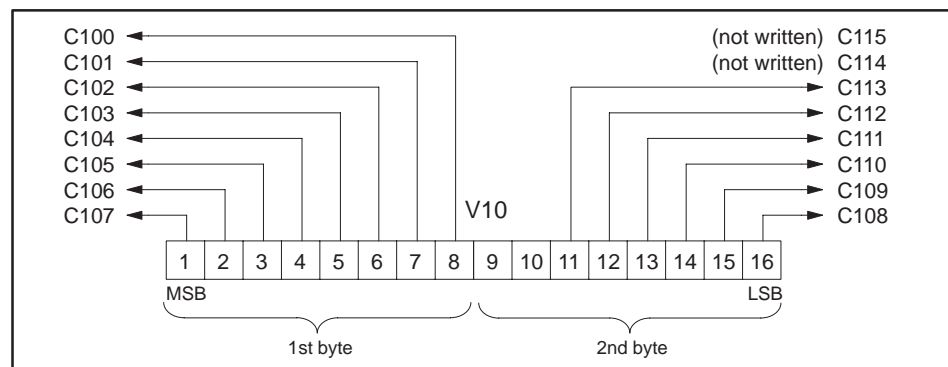 C100 (not written) C115
C101 (not written) C114
C102 C113
C103 C112
C104 C111
C105 C110
C106 C109
C107 V10 C108
1 2 3 4 5 6 7 8 9 10 11 12 13 14 15 16
MSB LSB
1st byte 2nd byte